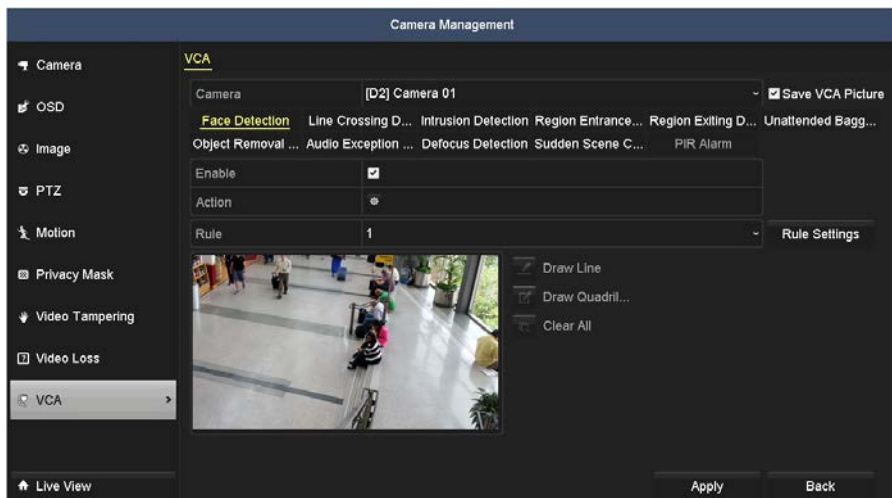 Camera Management
Camera
OSD
Image
PTZ
Motion
Privacy Mask
Video Tampering
Video Loss
VCA
Live View
VCA
Camera [D2] Camera 01 Save VCA Picture
Face Detection Line Crossing D... Intrusion Detection Region Entrance... Region Exiting D... Unattended Bagg...
Object Removal ... Audio Exception ... Defocus Detection Sudden Scene C... PIR Alarm
Enable
Action
Rule 1 Rule Settings
Draw Line
Draw Quadril...
Clear All
Apply Back